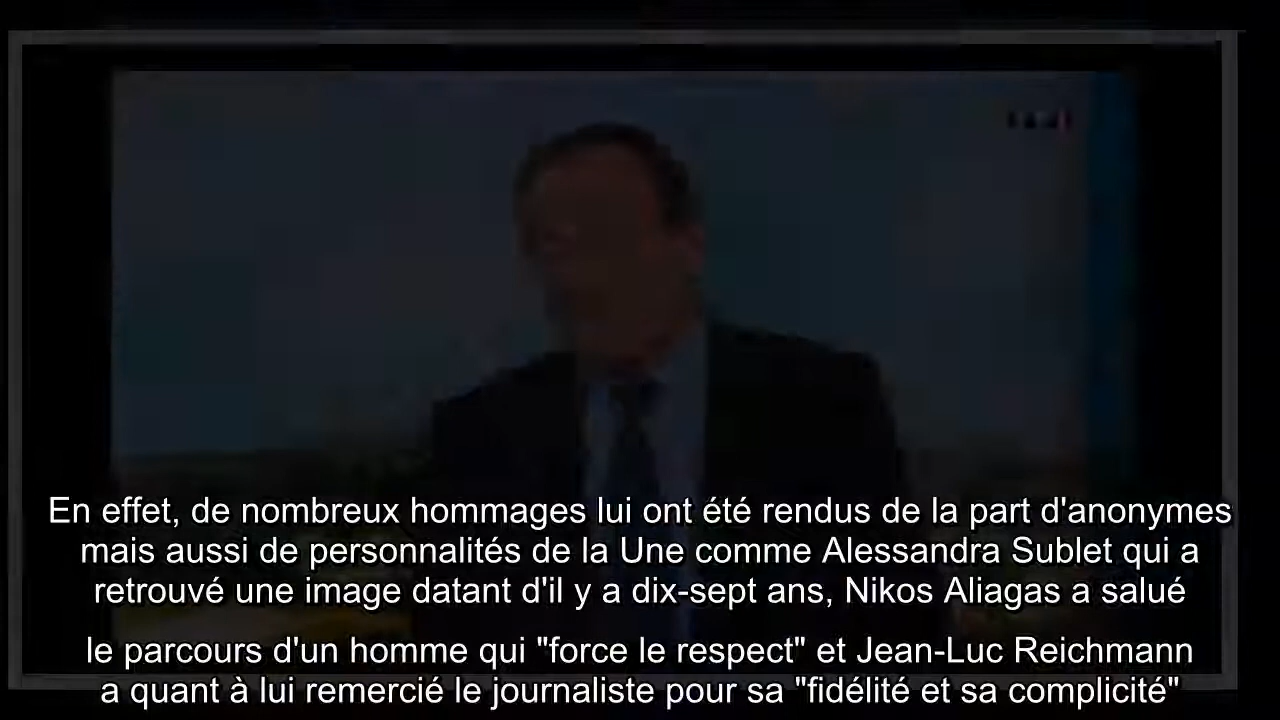 En effet, de nombreux hommages lui ont été rendus de la part d'anonymes
mais aussi de personnalités de la Une comme Alessandra Sublet qui a
retrouvé une image datant d'il y a dix-sept ans, Nikos Aliagas a salué
le parcours d'un homme qui "force le respect" et Jean-Luc Reichmann
a quant à lui remercié le journaliste pour sa "fidélité et sa complicité"